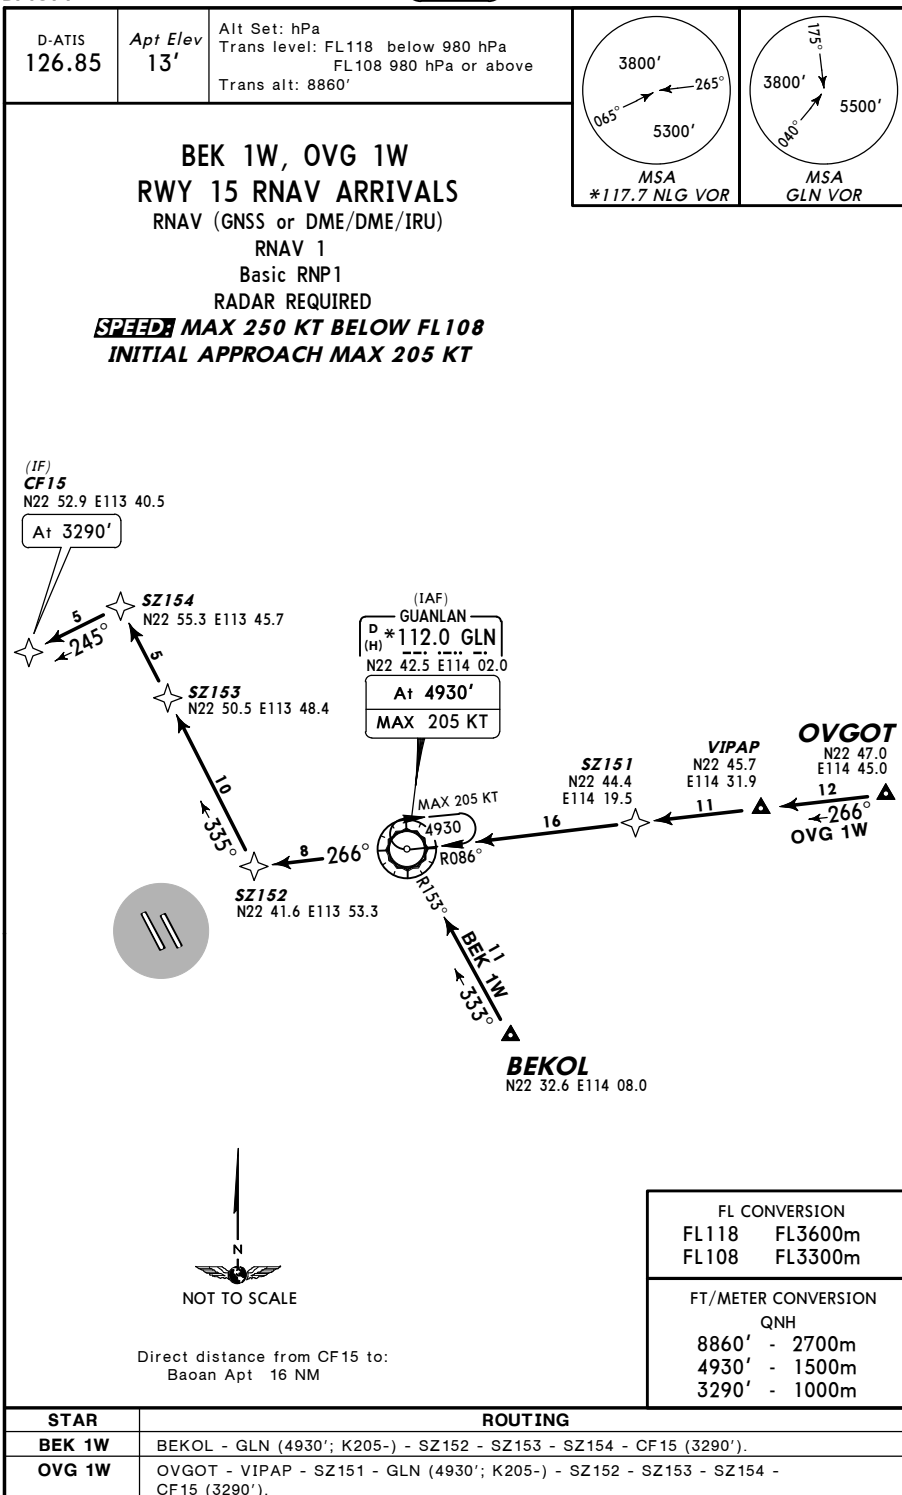 D-ATIS
126.85
Apt Elev
13'
Alt Set: hPa
Trans level: FL118 below 980 hPa
FL108 980 hPa or above
Trans alt: 8860'
3800'
265°
065°
5300'
MSA
*117.7 NLG VOR
175°
3800'
5500'
040°
MSA
GLN VOR
BEK 1W, OVG 1W
RWY 15 RNAV ARRIVALS
RNAV (GNSS or DME/DME/IRU)
RNAV 1
Basic RNP1
RADAR REQUIRED
SPEED: MAX 250 KT BELOW FL108
INITIAL APPROACH MAX 205 KT
(IF)
CF15
N22 52.9 E113 40.5
At 3290'
5
245°
SZ154
N22 55.3 E113 45.7
5
SZ153
N22 50.5 E113 48.4
10
335°
(IAF)
GUANLAN
D
(H) *112.0 GLN
N22 42.5 E114 02.0
At 4930'
MAX 205 KT
MAX 205 KT
4930
R086°
R153°
8 266°
SZ152
N22 41.6 E113 53.3
16
SZ151
N22 44.4
E114 19.5
11
VIPAP
N22 45.7
E114 31.9
OVGOT
N22 47.0
E114 45.0
12
266°
OVG 1W
11
BEK 1W
333°
BEKOL
N22 32.6 E114 08.0
N
NOT TO SCALE
Direct distance from CF15 to:
Baoan Apt 16 NM
FL CONVERSION
FL118 FL3600m
FL108 FL3300m
FT/METER CONVERSION
QNH
8860' - 2700m
4930' - 1500m
3290' - 1000m
STAR ROUTING
BEK 1W BEKOL - GLN (4930'; K205-) - SZ152 - SZ153 - SZ154 - CF15 (3290').
OVG 1W OVGOT - VIPAP - SZ151 - GLN (4930'; K205-) - SZ152 - SZ153 - SZ154 -
CF15 (3290').